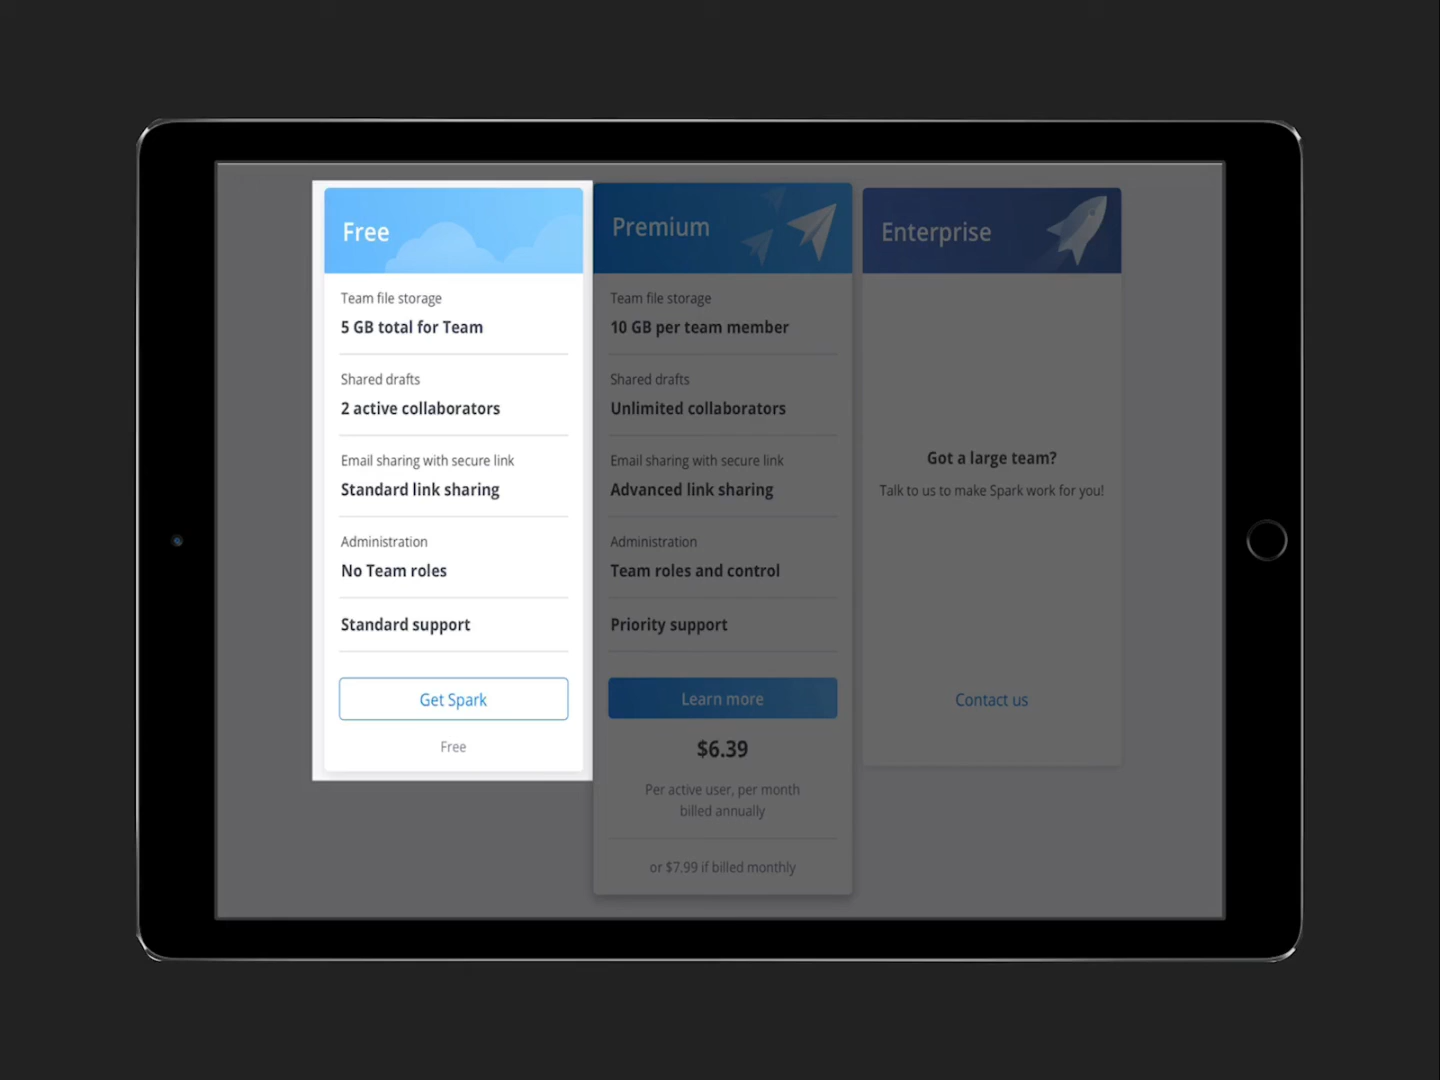 Free
Team file storage
5 GB total for Team
Shared drafts
2 active collaborators
Email sharing with secure link
Standard link sharing
Administration
No Team roles
Standard support
Get Spark
Free
Premium
Team file storage
10 GB per team member
Shared drafts
Unlimited collaborators
Email sharing with secure link
Advanced link sharing
Administration
Team roles and control
Priority support
Learn more
$6.39
Per active user, per month
billed annually
or $7.99 if billed monthly
Enterprise
Got a large team?
Talk to us to make Spark work for you!
Contact us